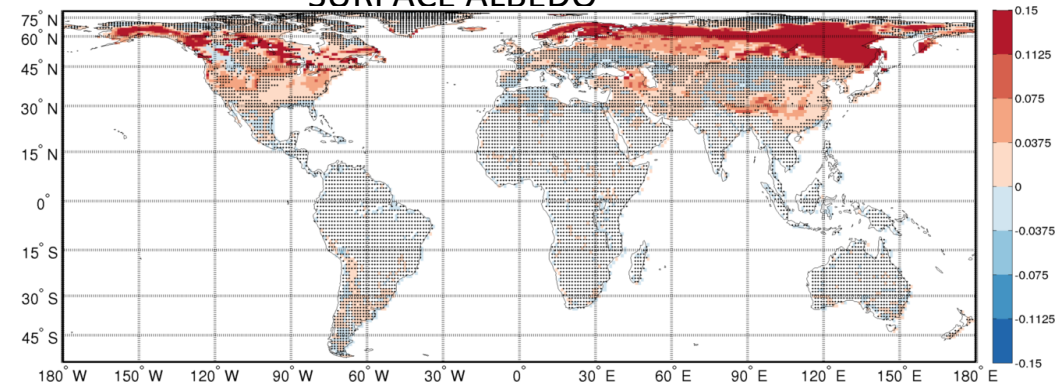 SURFACE ALBEDO
75° N
60° N
45° N
30° N
15° N
0°
15° S
30° S
45° S
180 W 150 W 120 W 90 W 60 W 30 W 0 30 E 60 E 90 E 120 E 150 E 180 E
0.15
0.1125
0.075
0.0375
0
-0.0375
-0.075
-0.1125
-0.15